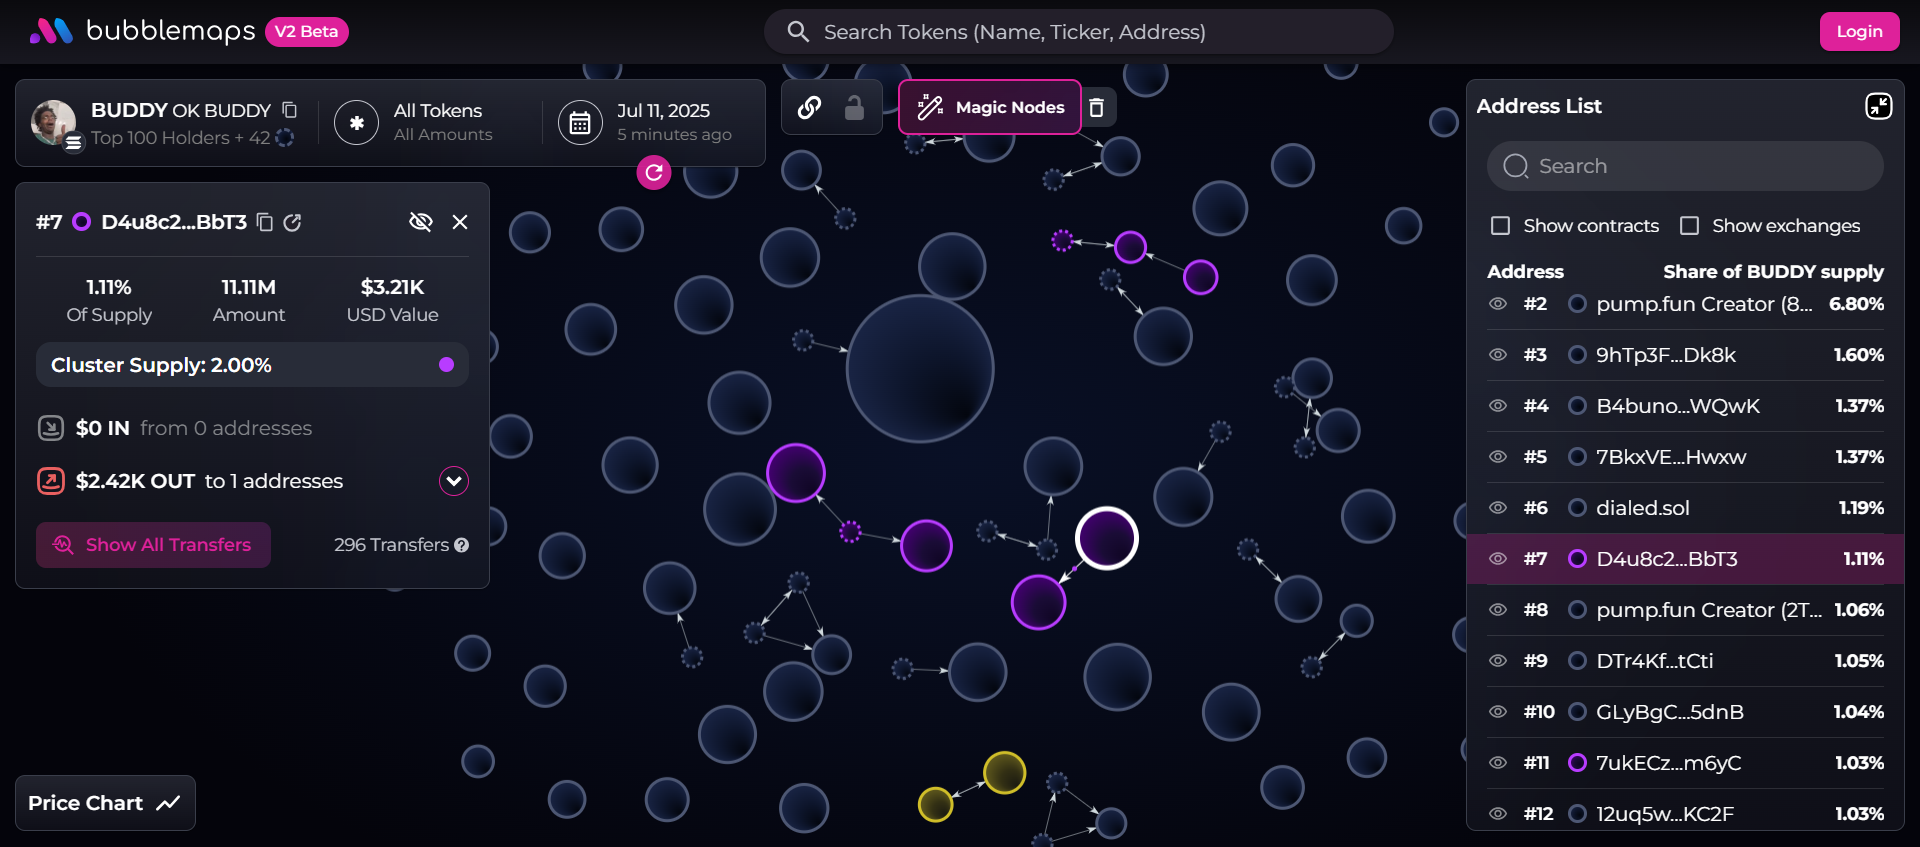 bubblemaps V2 Beta
Search Tokens (Name, Ticker, Address)
Login
BUDDY OK BUDDY
Top 100 Holders + 42
All Tokens
All Amounts
Jul 11, 2025
5 minutes ago
Magic Nodes
#7 D4u8c2...BbT3
1.11%
Of Supply
11.11M
Amount
$3.21K
USD Value
Cluster Supply: 2.00%
$0 IN from 0 addresses
$2.42K OUT to 1 addresses
Show All Transfers
296 Transfers
Price Chart
Address List
Search
Show contracts
Show exchanges
Address Share of BUDDY supply
#2 pump.fun Creator (8... 6.80%
#3 9hTp3F...Dk8k 1.60%
#4 B4buno...WQwK 1.37%
#5 7BkxVE...Hwxw 1.37%
#6 dialed.sol 1.19%
#7 D4u8c2...BbT3 1.11%
#8 pump.fun Creator (2T... 1.06%
#9 DTr4Kf...tCti 1.05%
#10 GLyBgC...5dnB 1.04%
#11 7ukECz...m6yC 1.03%
#12 12uq5w...KC2F 1.03%